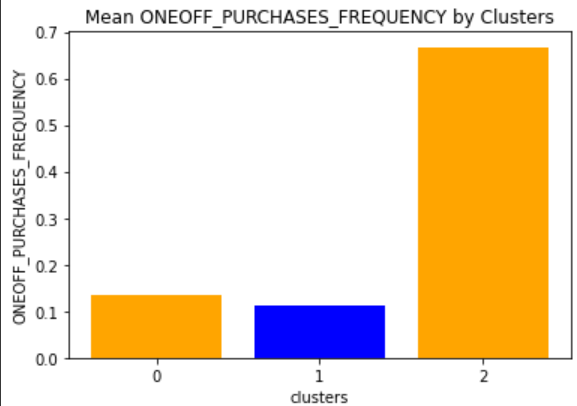 Mean ONEOFF_PURCHASES_FREQUENCY by Clusters
ONEOFF_PURCHASES_FREQUENCY
0.7
0.6
0.5
0.4
0.3
0.2
0.1
0.0
0 1 2
clusters